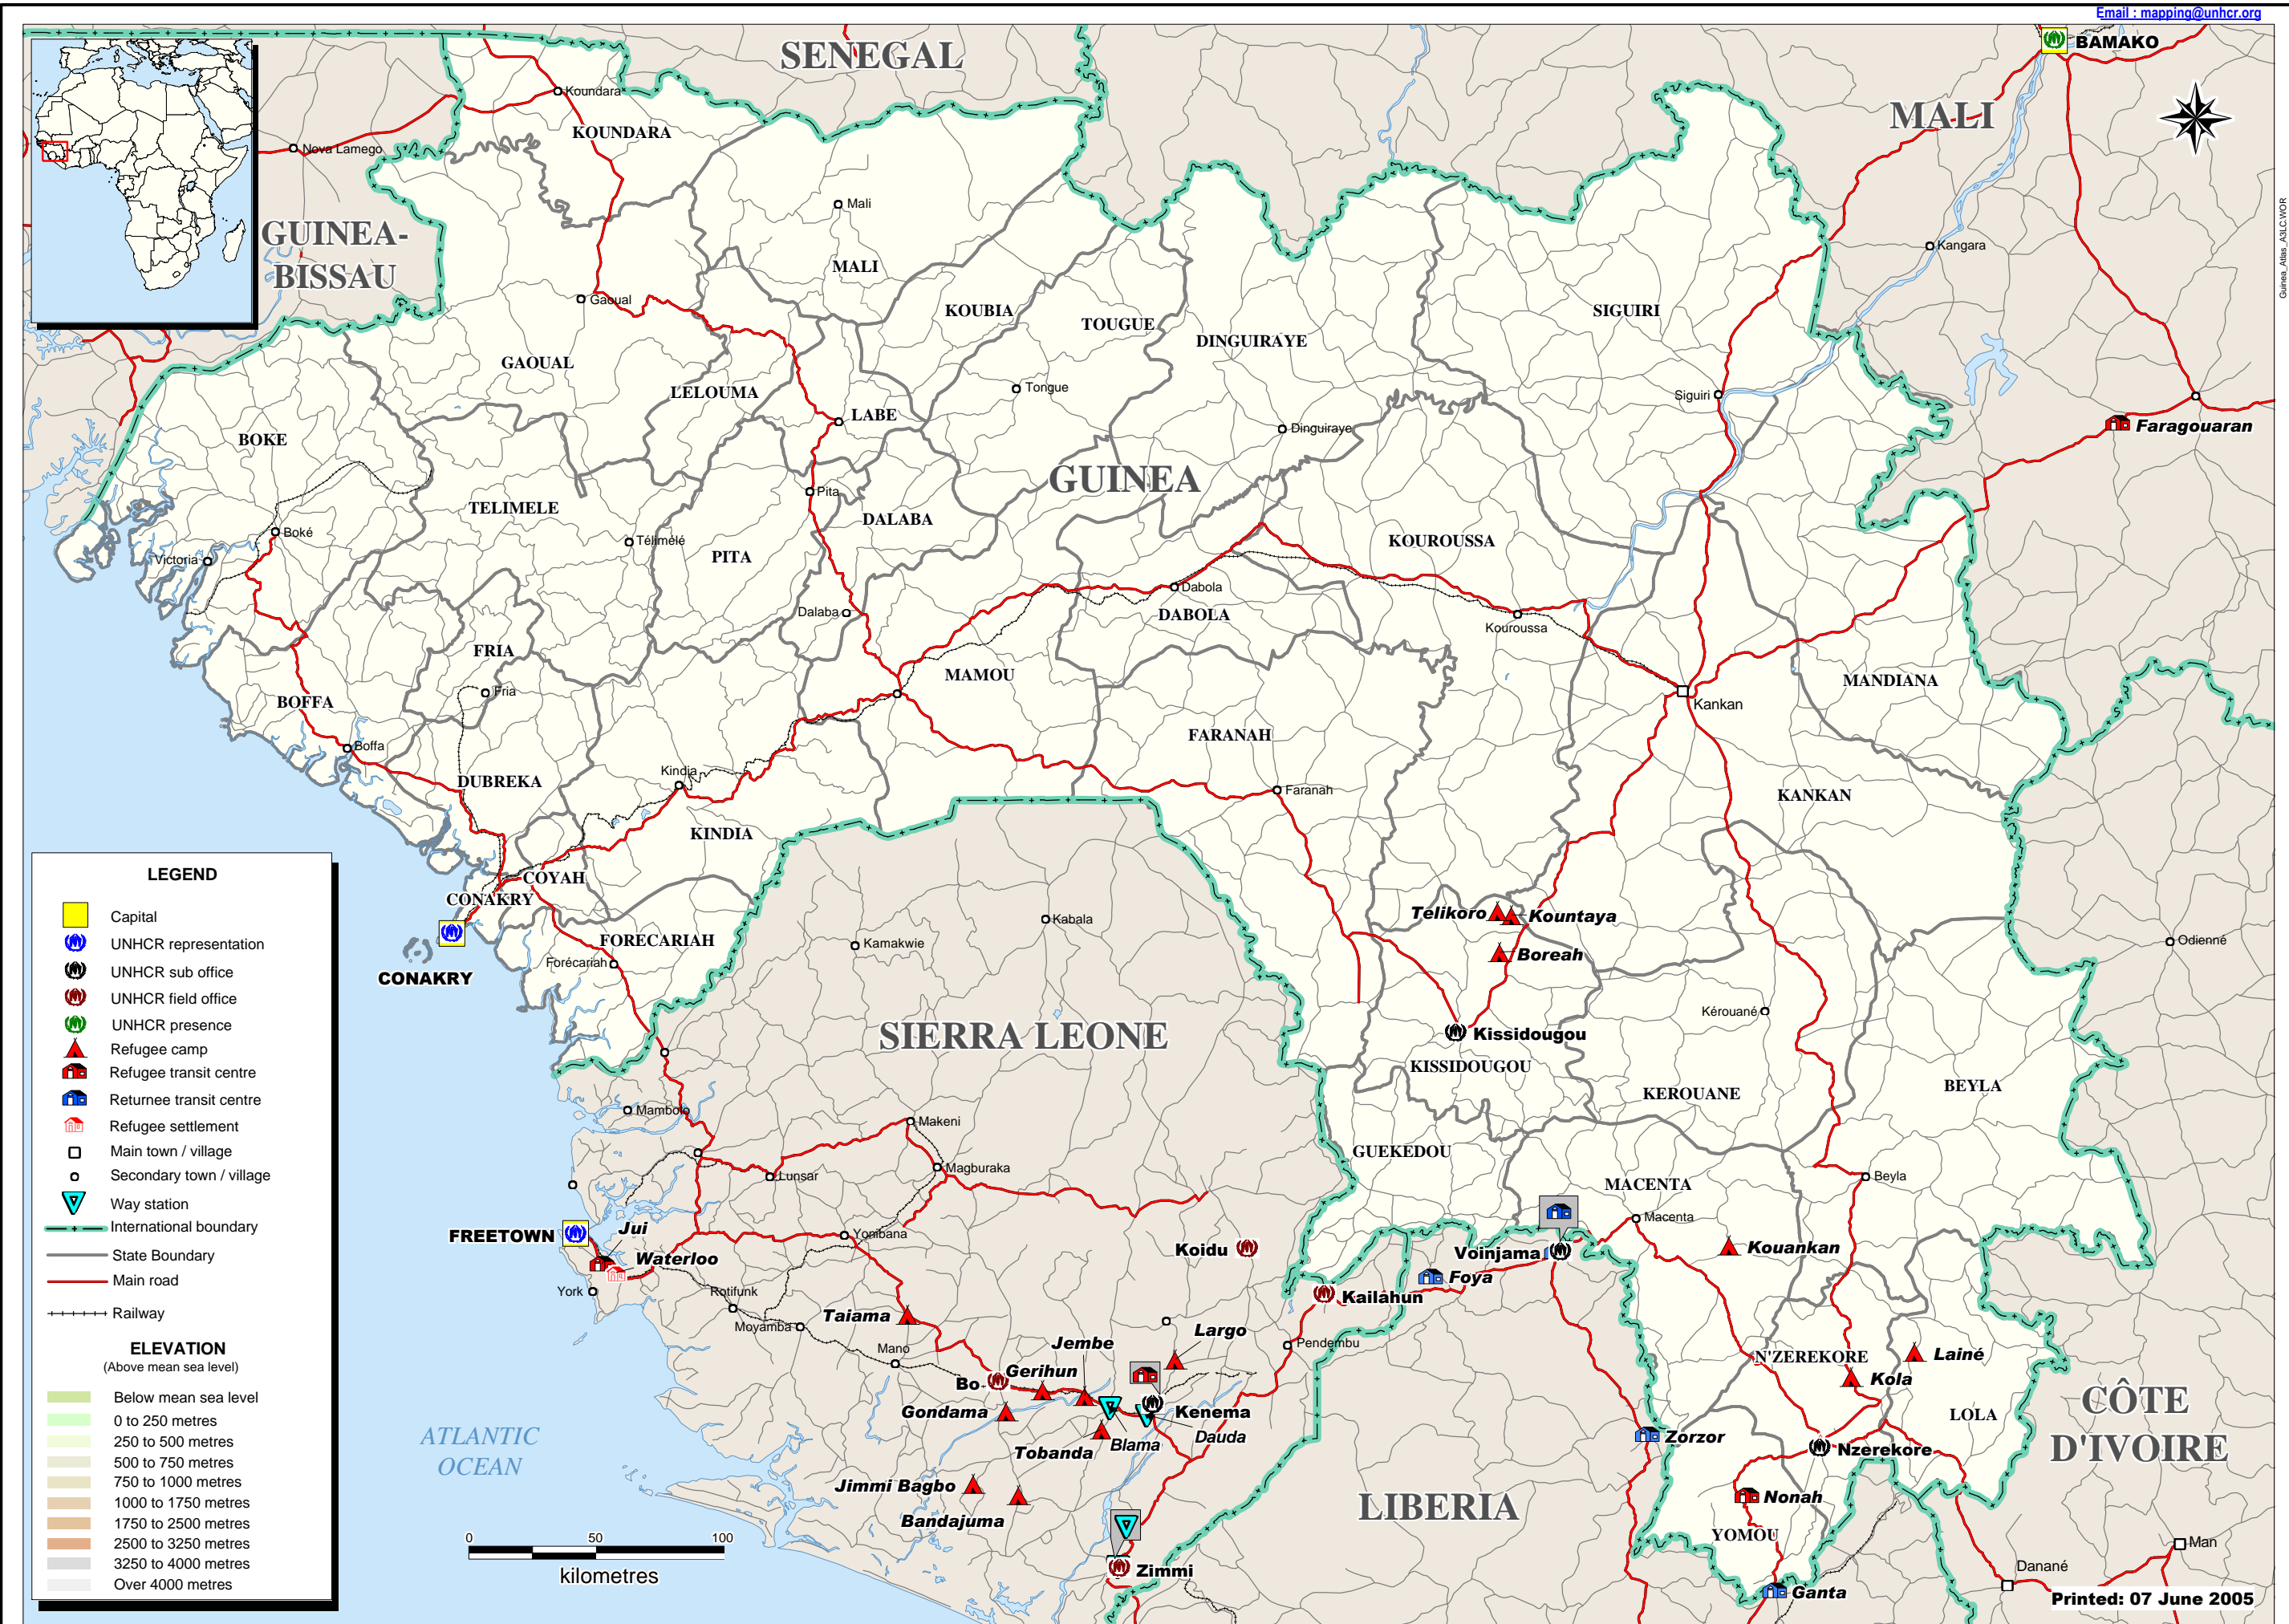 Email : mapping@unhcr.org
SENEGAL
BAMAKO
MALI
Koundara
KOUNDARA
Nova Lamego
Guinea_Atlas_A3LC.WOR
Mali
GUINEA-
BISSAU
Kangara
MALI
Gaoual
KOUBIA
TOUGUE
SIGUIRI
DINGUIRAYE
GAOUAL
LELOUMA
Tongue
Siguiri
LABE
Faragouaran
BOKE
Dinguiraye
GUINEA
Pita
TELIMELE
DALABA
Boké
Télimélé
KOUROUSSA
Victoria
PITA
Dabola
Dalaba
DABOLA
Kouroussa
FRIA
MAMOU
MANDIANA
Fria
BOFFA
Kankan
FARANAH
Boffa
Kindia
DUBREKA
Faranah
KANKAN
KINDIA
COYAH
CONAKRY
Telikoro
Kountaya
Kabala
FORECARIAH
Kamakwie
Odienné
Boreah
Forécariah
CONAKRY
Kérouané
SIERRA LEONE
Kissidougou
KISSIDOUGOU
BEYLA
KEROUANE
Mambolo
Makeni
GUEKEDOU
Magburaka
Lunsar
Beyla
MACENTA
Macenta
Jui
FREETOWN
Yonibana
Koidu
Kouankan
Voinjama
Waterloo
Foya
York
Rotifunk
Kailahun
Taiama
Moyamba
Largo
Jembe
Pendembu
Mano
Lainé
N'ZEREKORE
Gerihun
Kola
Bo
CÔTE
D'IVOIRE
Gondama
Kenema
LOLA
ATLANTIC
OCEAN
Dauda
Zorzor
Blama
Tobanda
Nzerekore
Jimmi Bagbo
Nonah
LIBERIA
Bandajuma
YOMOU
Man
Danané
Zimmi
Ganta
0 50 100
kilometres
Printed: 07 June 2005
LEGEND
Capital
UNHCR representation
UNHCR sub office
UNHCR field office
UNHCR presence
Refugee camp
Refugee transit centre
Returnee transit centre
Refugee settlement
Main town / village
Secondary town / village
Way station
International boundary
State Boundary
Main road
Railway
ELEVATION
(Above mean sea level)
Below mean sea level
0 to 250 metres
250 to 500 metres
500 to 750 metres
750 to 1000 metres
1000 to 1750 metres
1750 to 2500 metres
2500 to 3250 metres
3250 to 4000 metres
Over 4000 metres